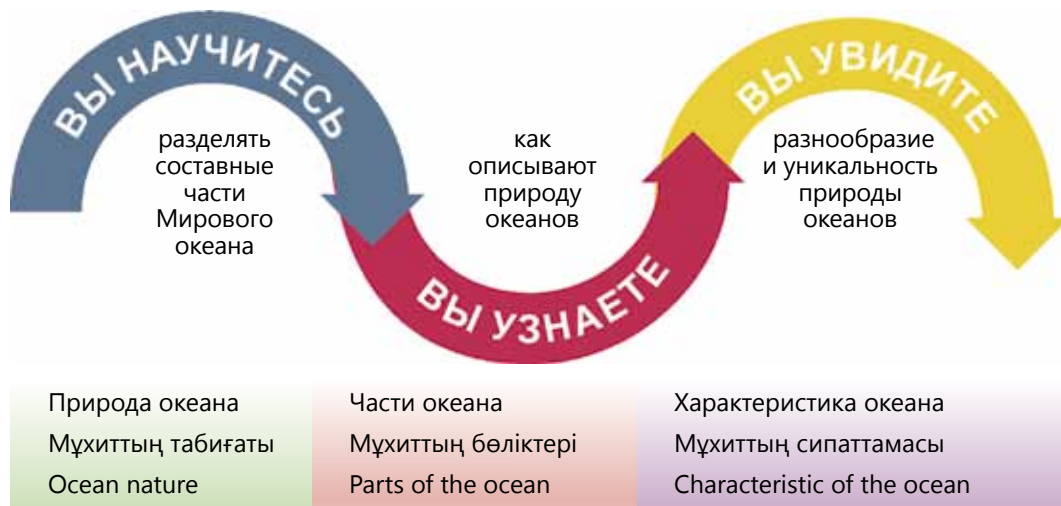 ВЫ НАУЧИТЕСЬ
разделять
составные
части
Мирового
океана
ВЫ УЗНАЕТЕ
как
описывают
природу
океанов
ВЫ УВИДИТЕ
разнообразие
и уникальность
природы
океанов
Природа океана
Мұхиттың табиғаты
Ocean nature
Части океана
Мұхиттың бөліктері
Parts of the ocean
Характеристика океана
Мұхиттың сипаттамасы
Characteristic of the ocean